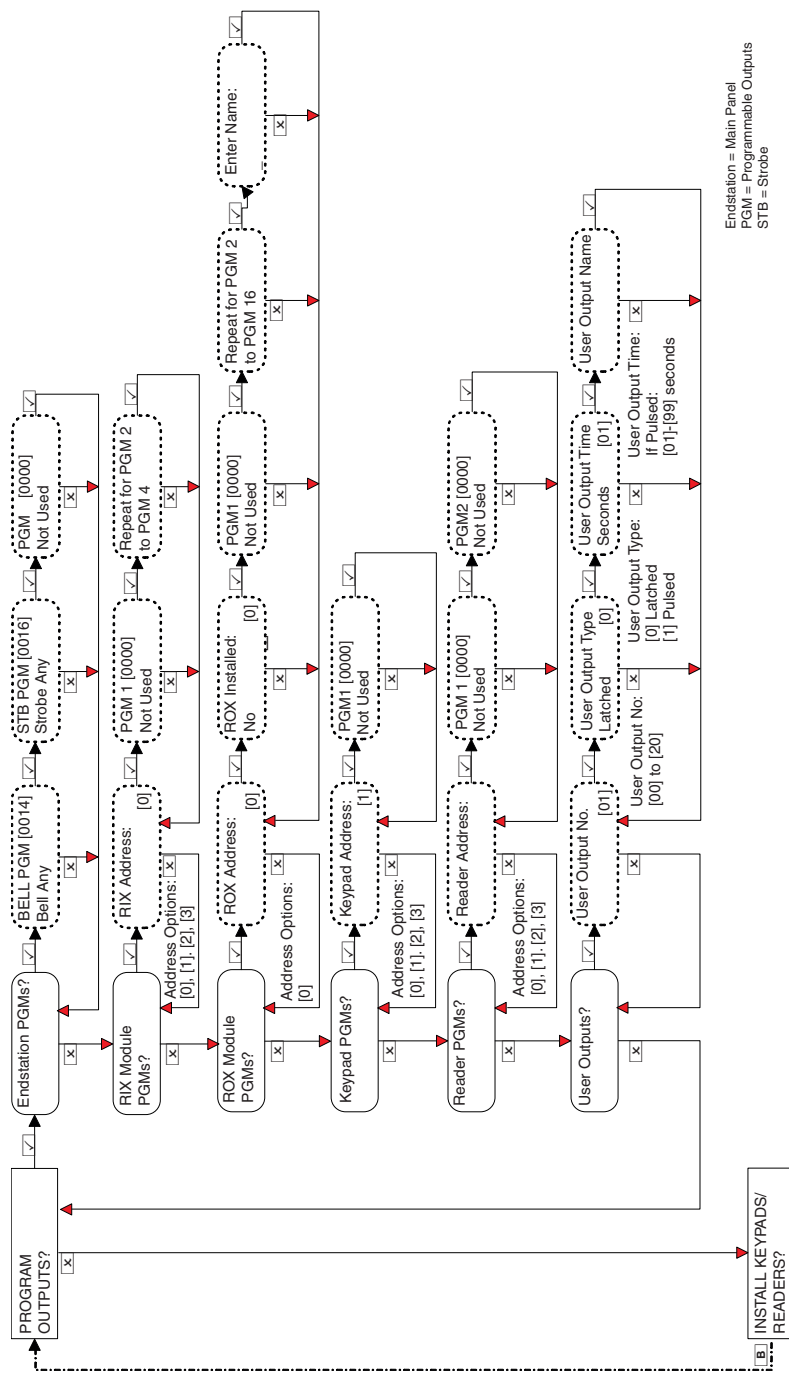 PROGRAM
OUTPUTS?
Endstation PGMs?
BELL PGM [0014]
Bell Any
STB PGM [0016]
Strobe Any
PGM [0000]
Not Used
RIX Module
PGMs?
RIX Address:
[0]
Address Options:
[0], [1]. [2], [3]
PGM 1 [0000]
Not Used
Repeat for PGM 2
to PGM 4
ROX Module
PGMs?
ROX Address:
[0]
Address Options:
[0]
ROX Installed:
No [0]
PGM1 [0000]
Not Used
Repeat for PGM 2
to PGM 16
Enter Name:
Keypad PGMs?
Keypad Address:
[1]
Address Options:
[0], [1]. [2], [3]
PGM1 [0000]
Not Used
Reader PGMs?
Reader Address:
Address Options:
[0], [1]. [2], [3]
PGM 1 [0000]
Not Used
PGM2 [0000]
Not Used
User Outputs?
User Output No.
[01]
User Output No:
[00] to [20]
User Output Type
Latched [0]
User Output Type:
[0] Latched
[1] Pulsed
User Output Time
Seconds [01]
User Output Time:
If Pulsed:
[01]-[99] seconds
User Output Name
B
INSTALL KEYPADS/
READERS?
Endstation = Main Panel
PGM = Programmable Outputs
STB = Strobe